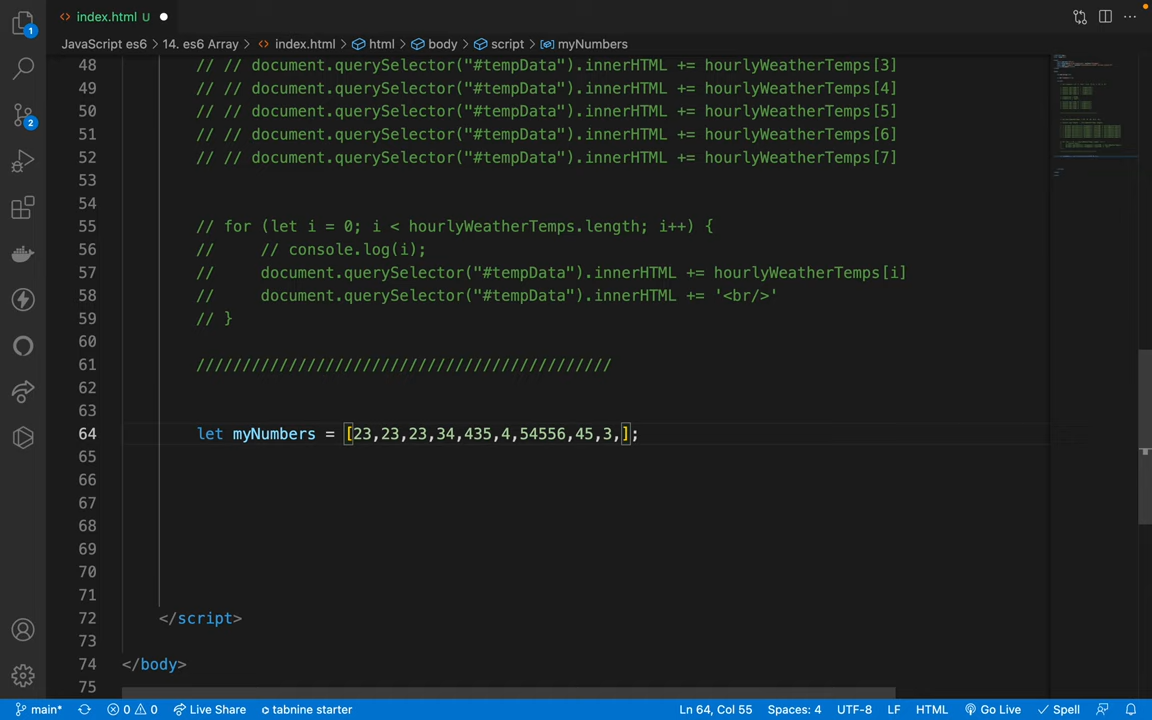 index.html U
JavaScript es6 > 14. es6 Array > index.html > html > body > script > myNumbers
48 // // document.querySelector("#tempData").innerHTML += hourlyWeatherTemps[3]
49 // // document.querySelector("#tempData").innerHTML += hourlyWeatherTemps[4]
50 // // document.querySelector("#tempData").innerHTML += hourlyWeatherTemps[5]
51 // // document.querySelector("#tempData").innerHTML += hourlyWeatherTemps[6]
52 // // document.querySelector("#tempData").innerHTML += hourlyWeatherTemps[7]
53
54
55 // for (let i = 0; i < hourlyWeatherTemps.length; i++) {
56 //     // console.log(i);
57 //     document.querySelector("#tempData").innerHTML += hourlyWeatherTemps[i]
58 //     document.querySelector("#tempData").innerHTML += '<br/>'
59 // }
60
61 /////////////////////////////////////////////
62
63
64 let myNumbers = [23,23,23,34,435,4,54556,45,3,];
65
66
67
68
69
70
71
72 </script>
73
74 </body>
75
1
2
main* 0 0 Live Share tabnine starter Ln 64, Col 55 Spaces: 4 UTF-8 LF HTML Go Live Spell